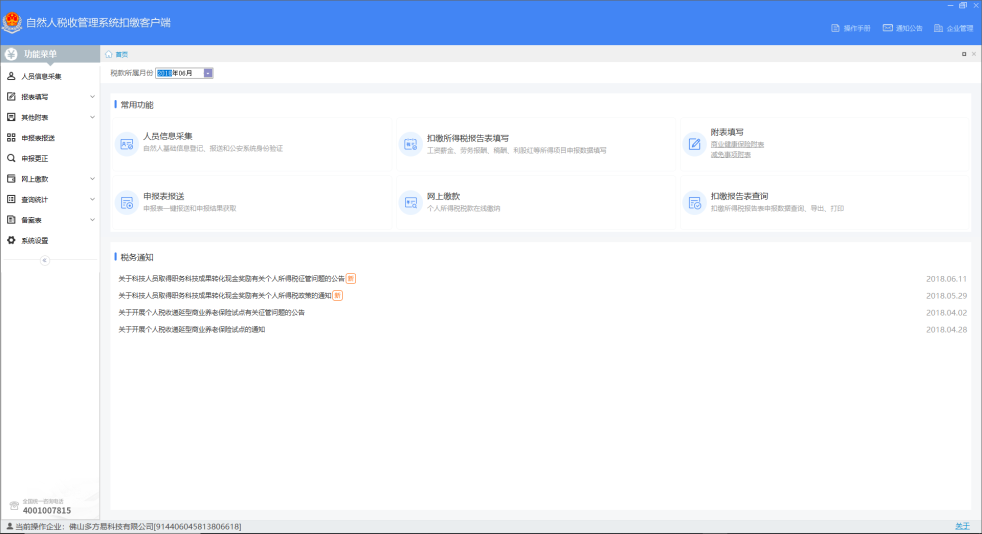 自然人税收管理系统扣缴客户端
操作手册
通知公告
企业管理
功能菜单
首页
人员信息采集
报表填写
其他附表
申报表报送
申报更正
网上缴款
查询统计
备案表
系统设置
税款所属月份 2018年06月
常用功能
人员信息采集
自然人基础信息登记、报送和公安系统身份验证
扣缴所得税报告表填写
工资薪金、劳务报酬、稿酬、利股红等所得项目申报数据填写
附表填写
商业健康保险附表
减免事项附表
申报表报送
申报表一键报送和申报结果获取
网上缴款
个人所得税税款在线缴纳
扣缴报告表查询
扣缴所得税报告表申报数据查询、导出、打印
税务通知
关于科技人员取得职务科技成果转化现金奖励有关个人所得税征管问题的公告 新 2018.06.11
关于科技人员取得职务科技成果转化现金奖励有关个人所得税政策的通知 新 2018.05.29
关于开展个人税收递延型商业养老保险试点有关征管问题的公告 2018.04.02
关于开展个人税收递延型商业养老保险试点的通知 2018.04.28
全国统一咨询电话
4001007815
当前操作企业：佛山多方易科技有限公司[914406045813806618]
关于